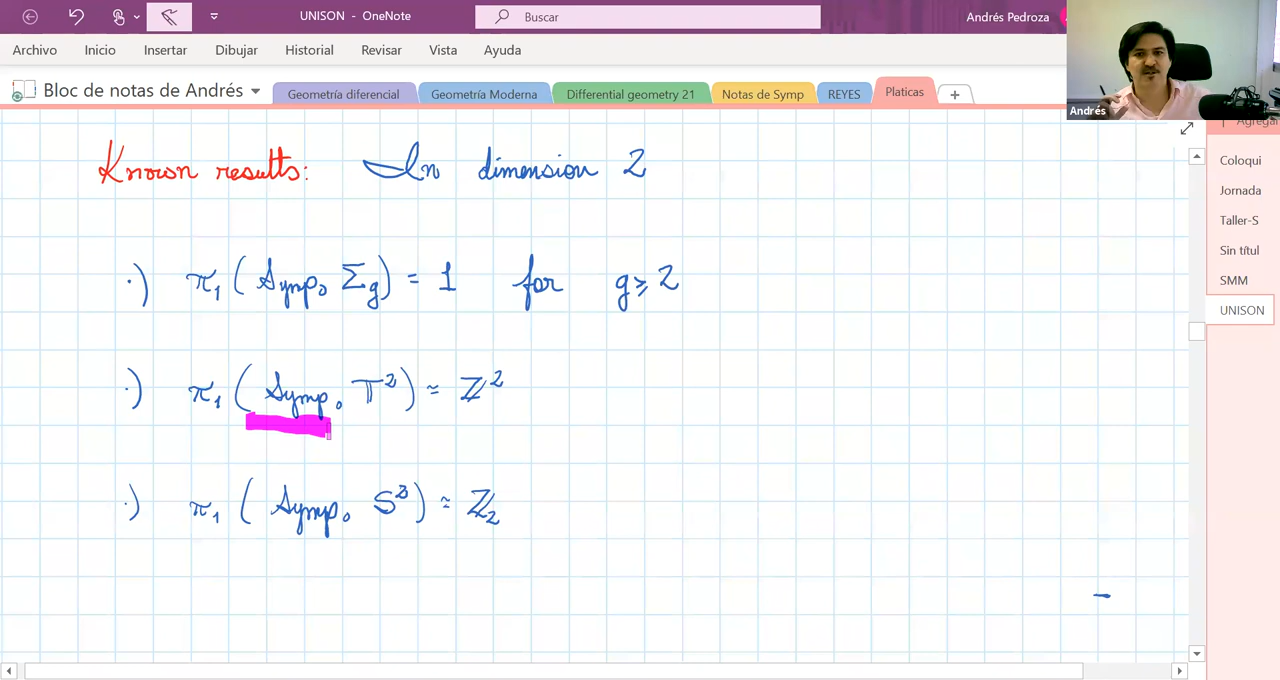 UNISON - OneNote
Buscar
Andrés Pedroza
Archivo Inicio Insertar Dibujar Historial Revisar Vista Ayuda
Bloc de notas de Andrés
Geometría diferencial
Geometría Moderna
Differential geometry 21
Notas de Symp
REYES
Platicas
Andrés
Agregar
Coloqui
Jornada
Taller-S
Sin títul
SMM
UNISON
Known results: In dimension 2
·) π₁ ( Symp₀ Σg) = 1 for g ⩾ 2
·) π₁ ( Symp₀ 𝕋²) ≃ ℤ²
·) π₁ ( Symp₀ S²) ≃ ℤ₂